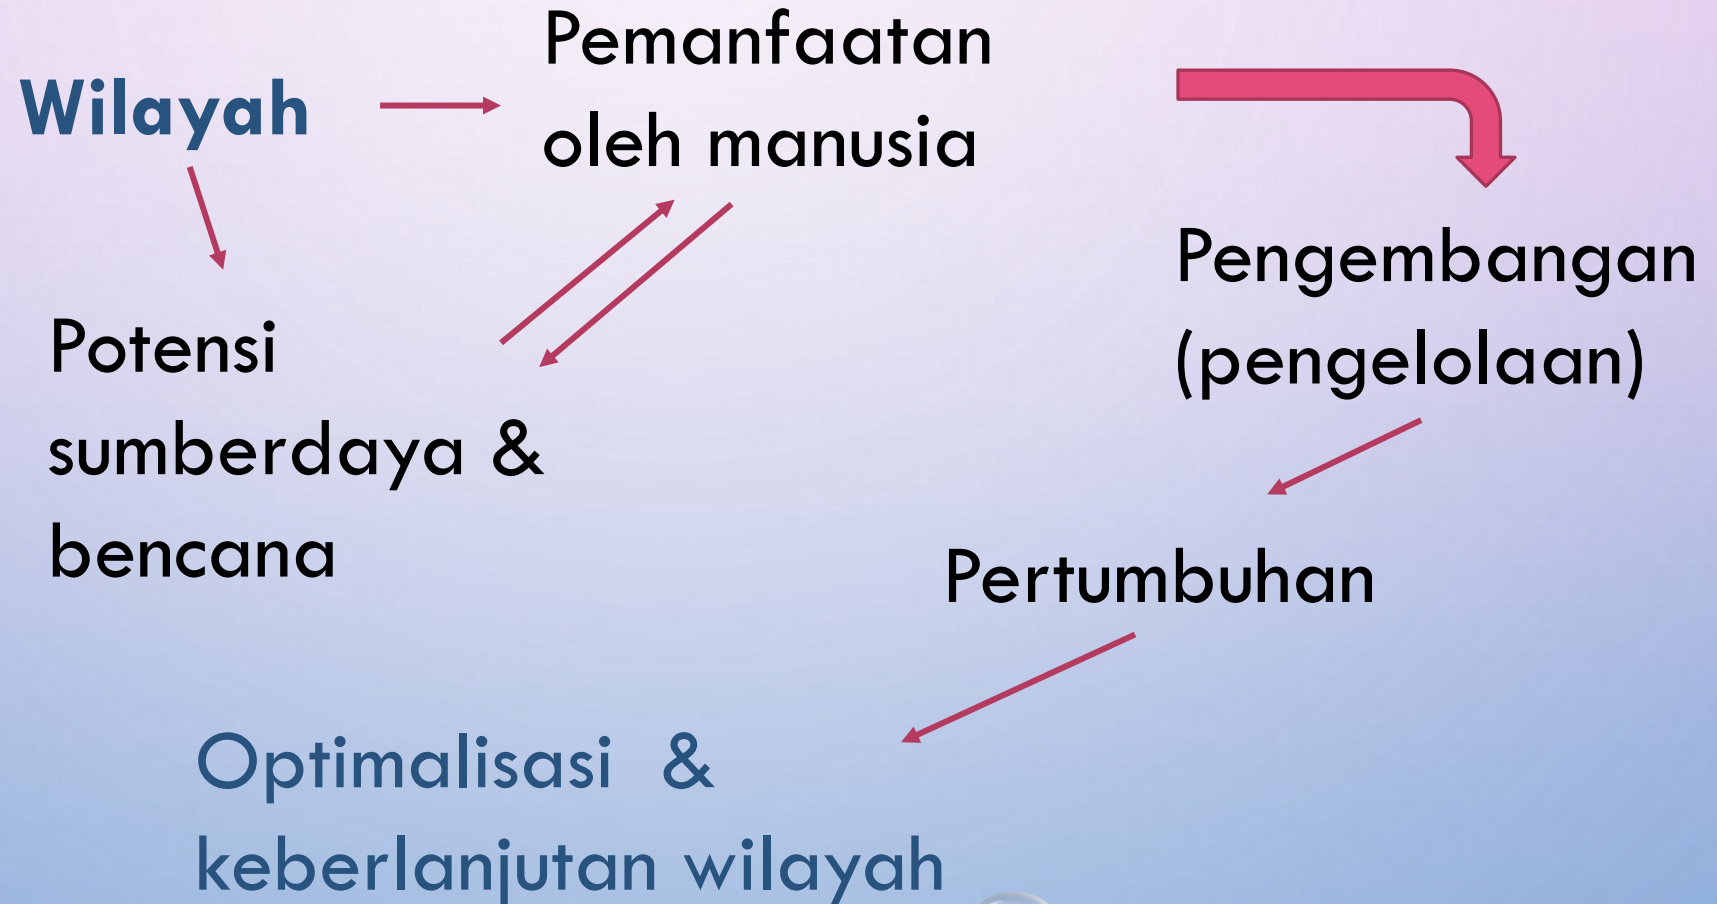 Wilayah
Pemanfaatan
oleh manusia
Potensi
sumberdaya &
bencana
Pengembangan
(pengelolaan)
Pertumbuhan
Optimalisasi &
keberlanjutan wilayah